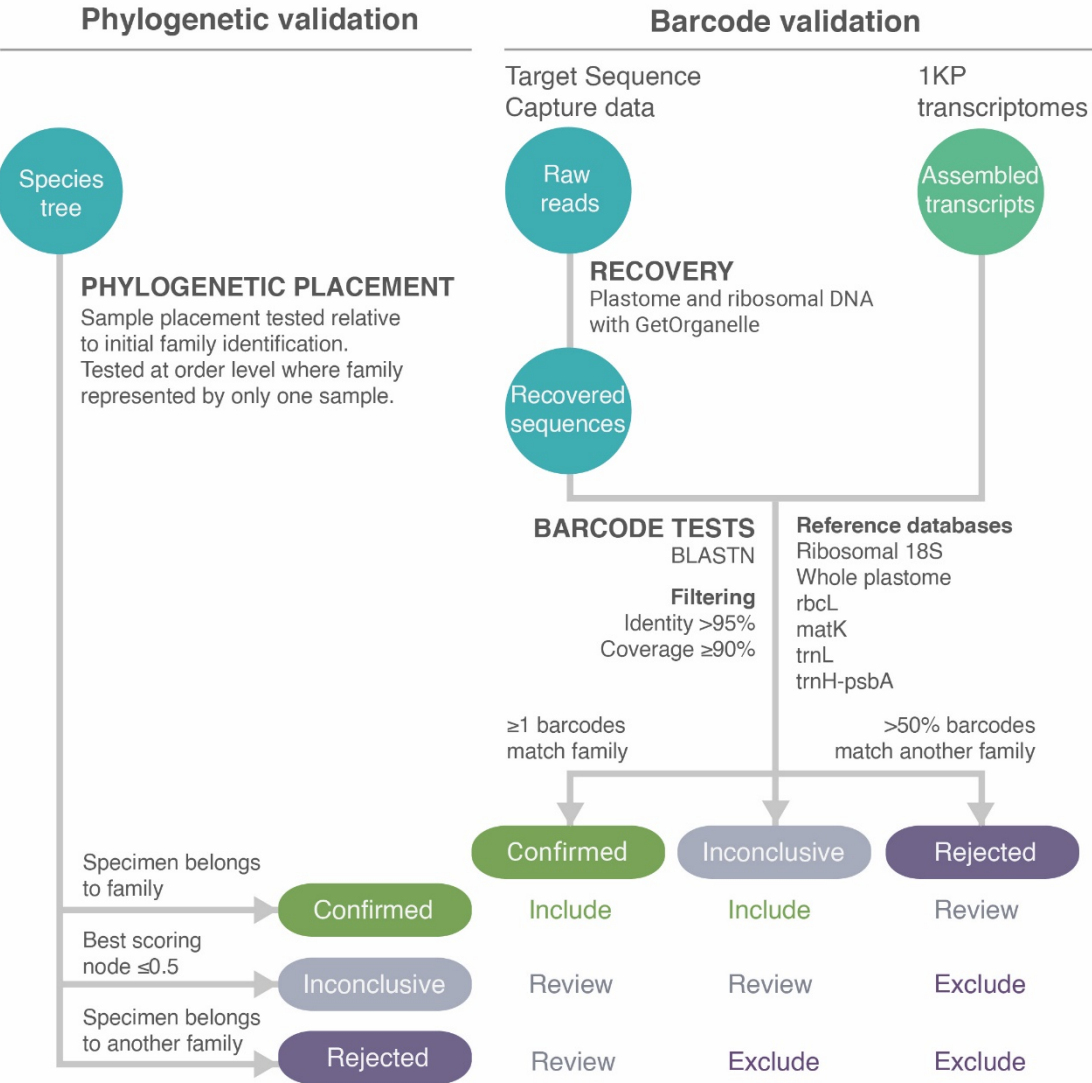 Phylogenetic validation
Barcode validation
Target Sequence
Capture data
1KP
transcriptomes
Species
tree
Raw
reads
Assembled
transcripts
PHYLOGENETIC PLACEMENT
Sample placement tested relative
to initial family identification.
Tested at order level where family
represented by only one sample.
RECOVERY
Plastome and ribosomal DNA
with GetOrganelle
Recovered
sequences
BARCODE TESTS
BLASTN
Filtering
Identity >95%
Coverage ≥90%
Reference databases
Ribosomal 18S
Whole plastome
rbcL
matK
trnL
trnH-psbA
≥1 barcodes
match family
>50% barcodes
match another family
Confirmed
Inconclusive
Rejected
Specimen belongs
to family
Confirmed
Include
Include
Review
Best scoring
node ≤0.5
Inconclusive
Review
Review
Exclude
Specimen belongs
to another family
Rejected
Review
Exclude
Exclude